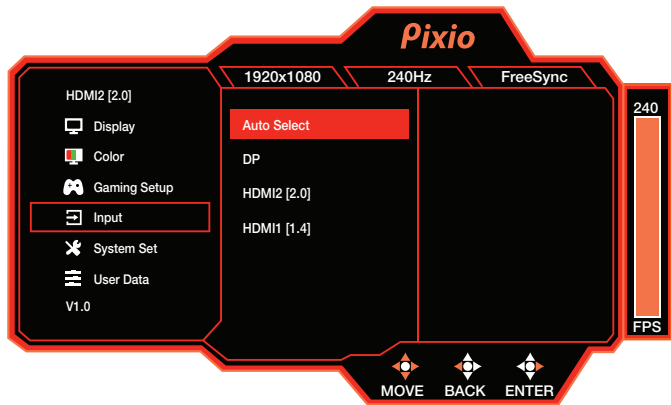 Pixio
1920x1080 240Hz FreeSync
HDMI2 [2.0]
Display
Color
Gaming Setup
Input
System Set
User Data
V1.0
Auto Select
DP
HDMI2 [2.0]
HDMI1 [1.4]
240
FPS
MOVE BACK ENTER